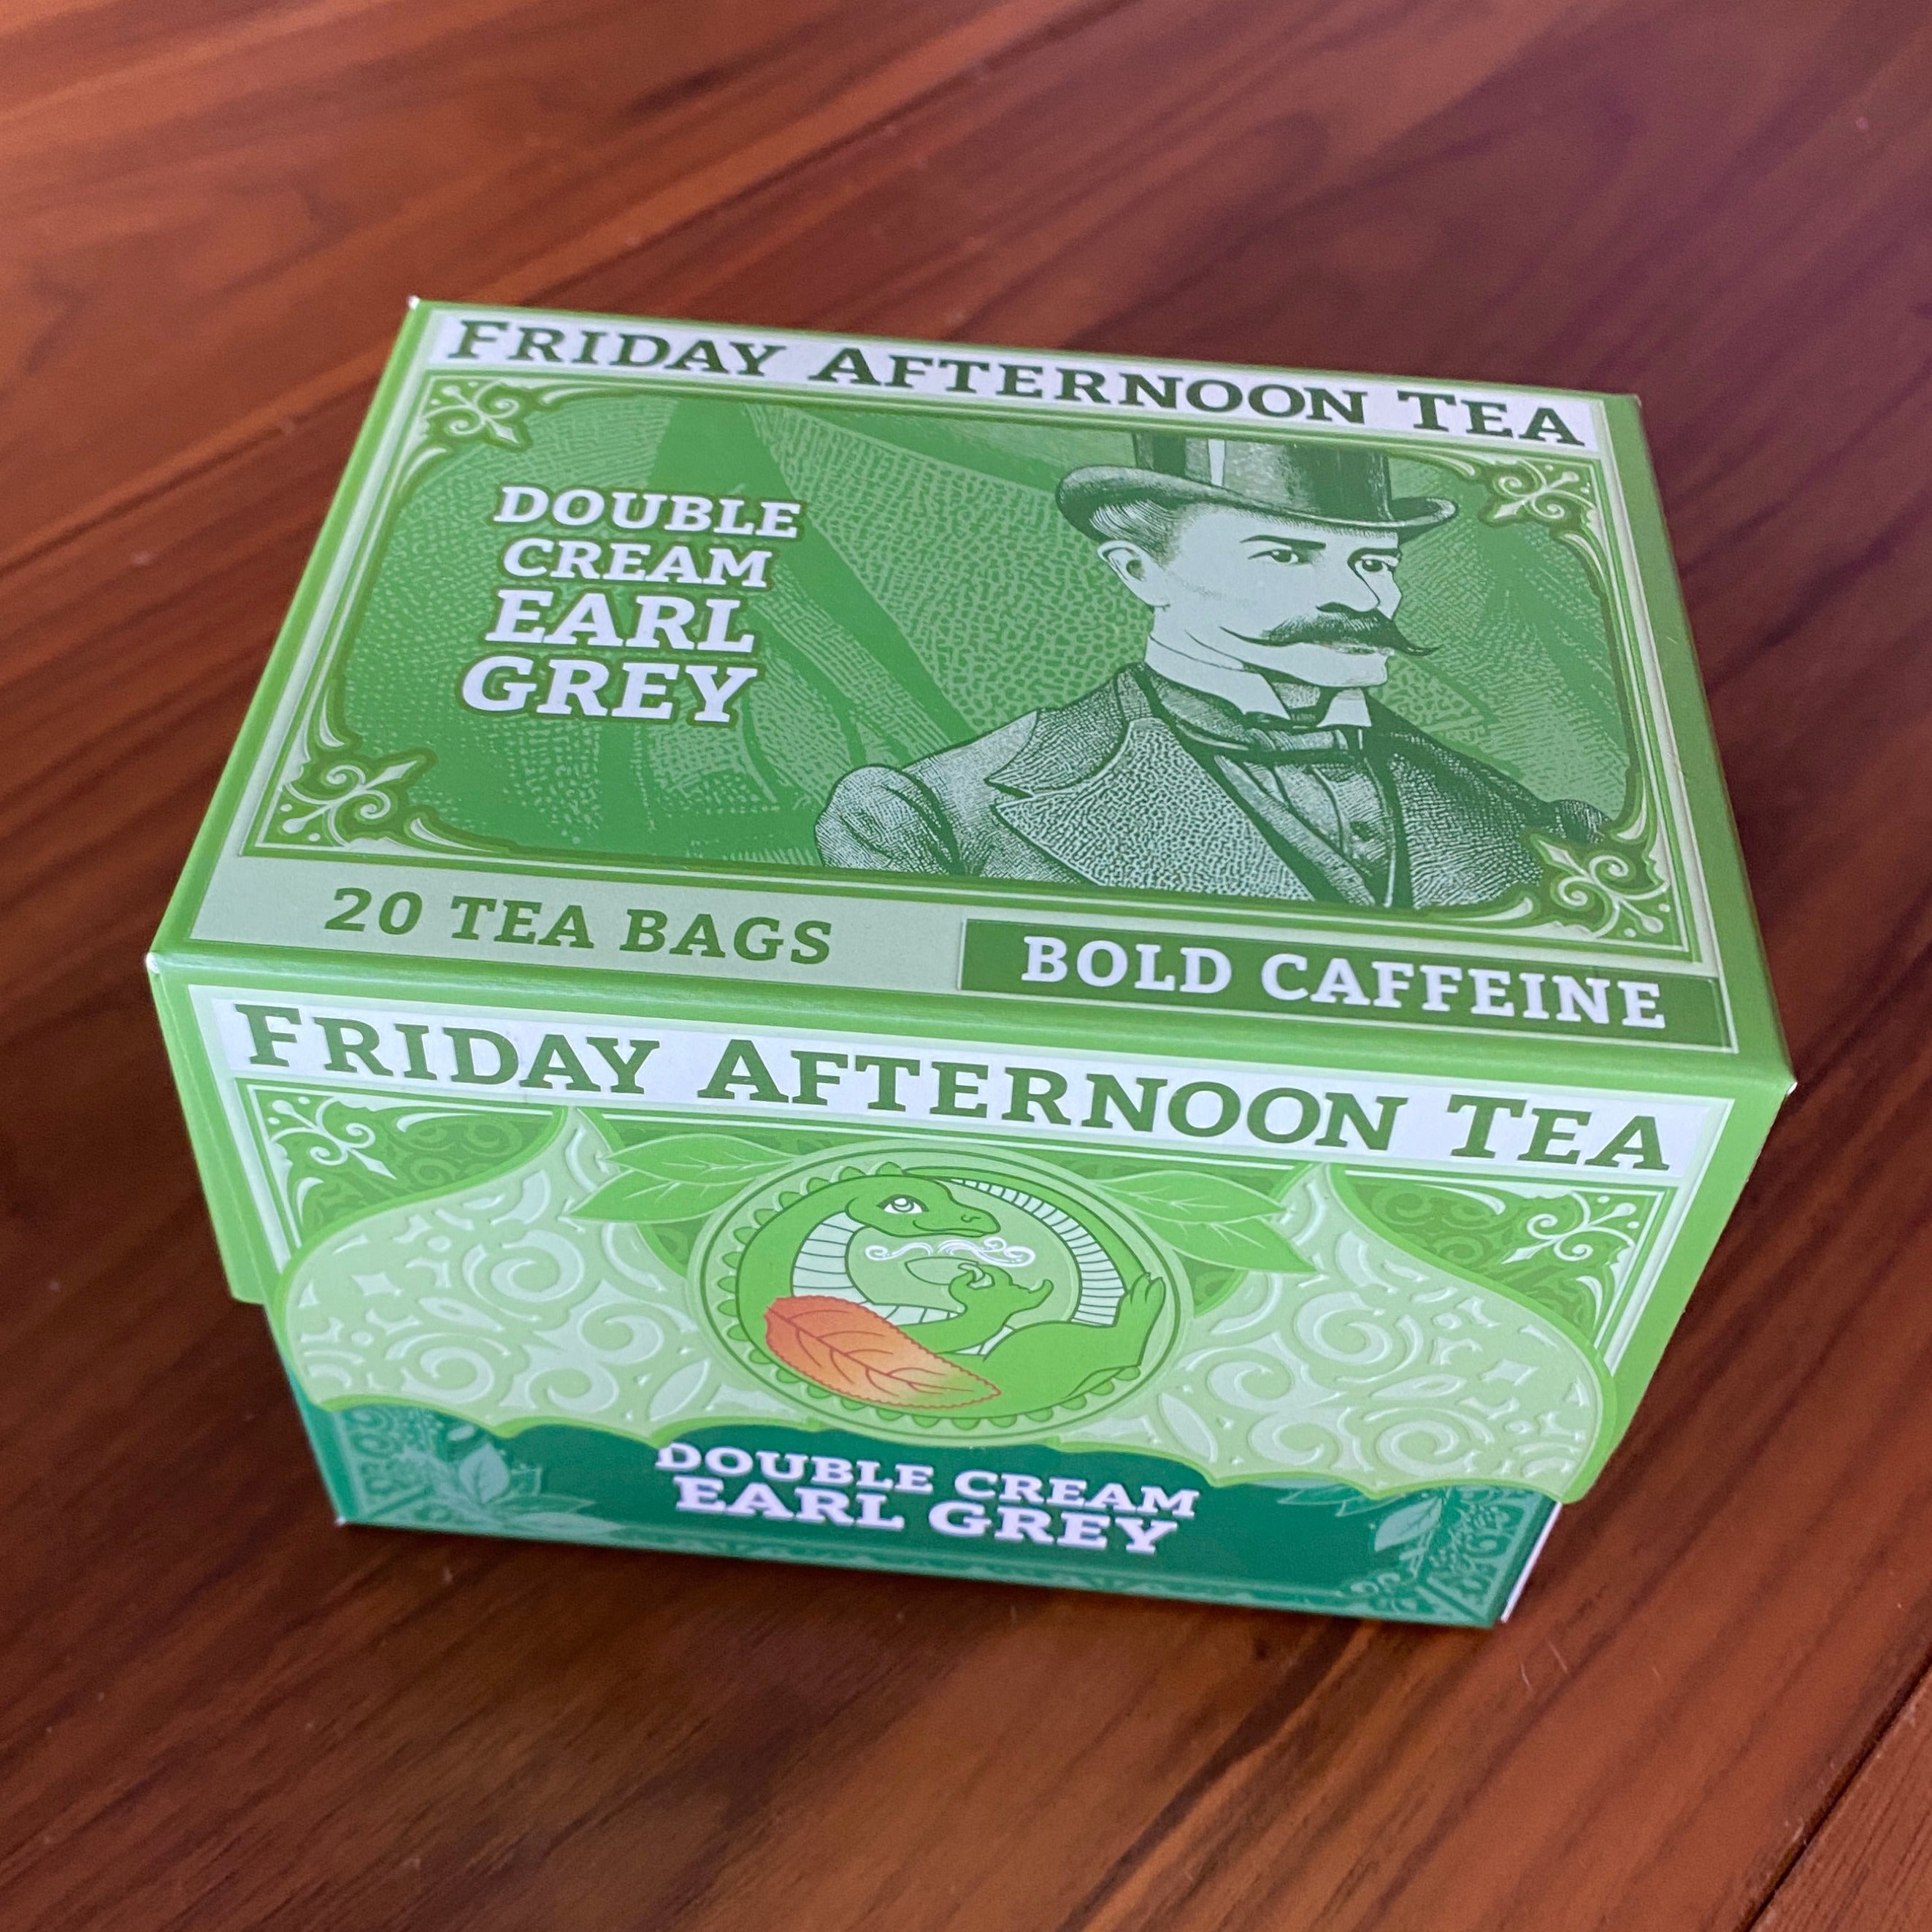 FRIDAY AFTERNOON TEA
DOUBLE
CREAM
EARL
GREY
20 TEA BAGS
BOLD CAFFEINE
FRIDAY AFTERNOON TEA
DOUBLE CREAM
EARL GREY